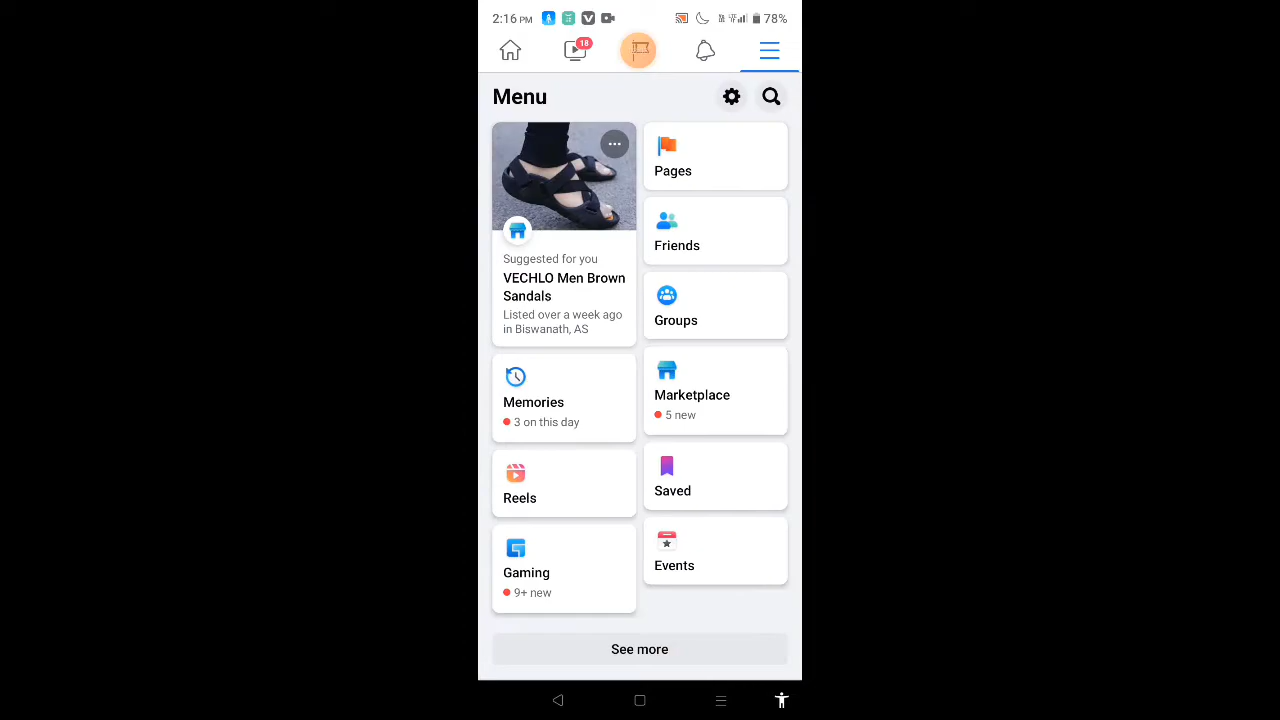 2:16 PM
78%
18
Menu
Suggested for you
VECHLO Men Brown
Sandals
Listed over a week ago
in Biswanath, AS
Memories
3 on this day
Reels
Gaming
9+ new
Pages
Friends
Groups
Marketplace
5 new
Saved
Events
See more